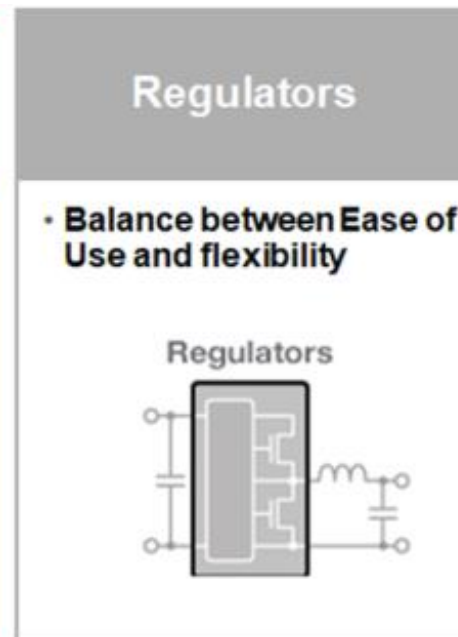 Regulators
• Balance between Ease of
Use and flexibility
Regulators